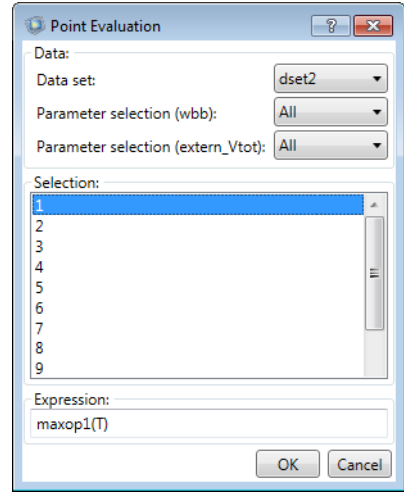 Point Evaluation
Data:
Data set: dset2
Parameter selection (wbb): All
Parameter selection (extern_Vtot): All
Selection:
1
2
3
4
5
6
7
8
9
Expression:
maxop1(T)
OK Cancel